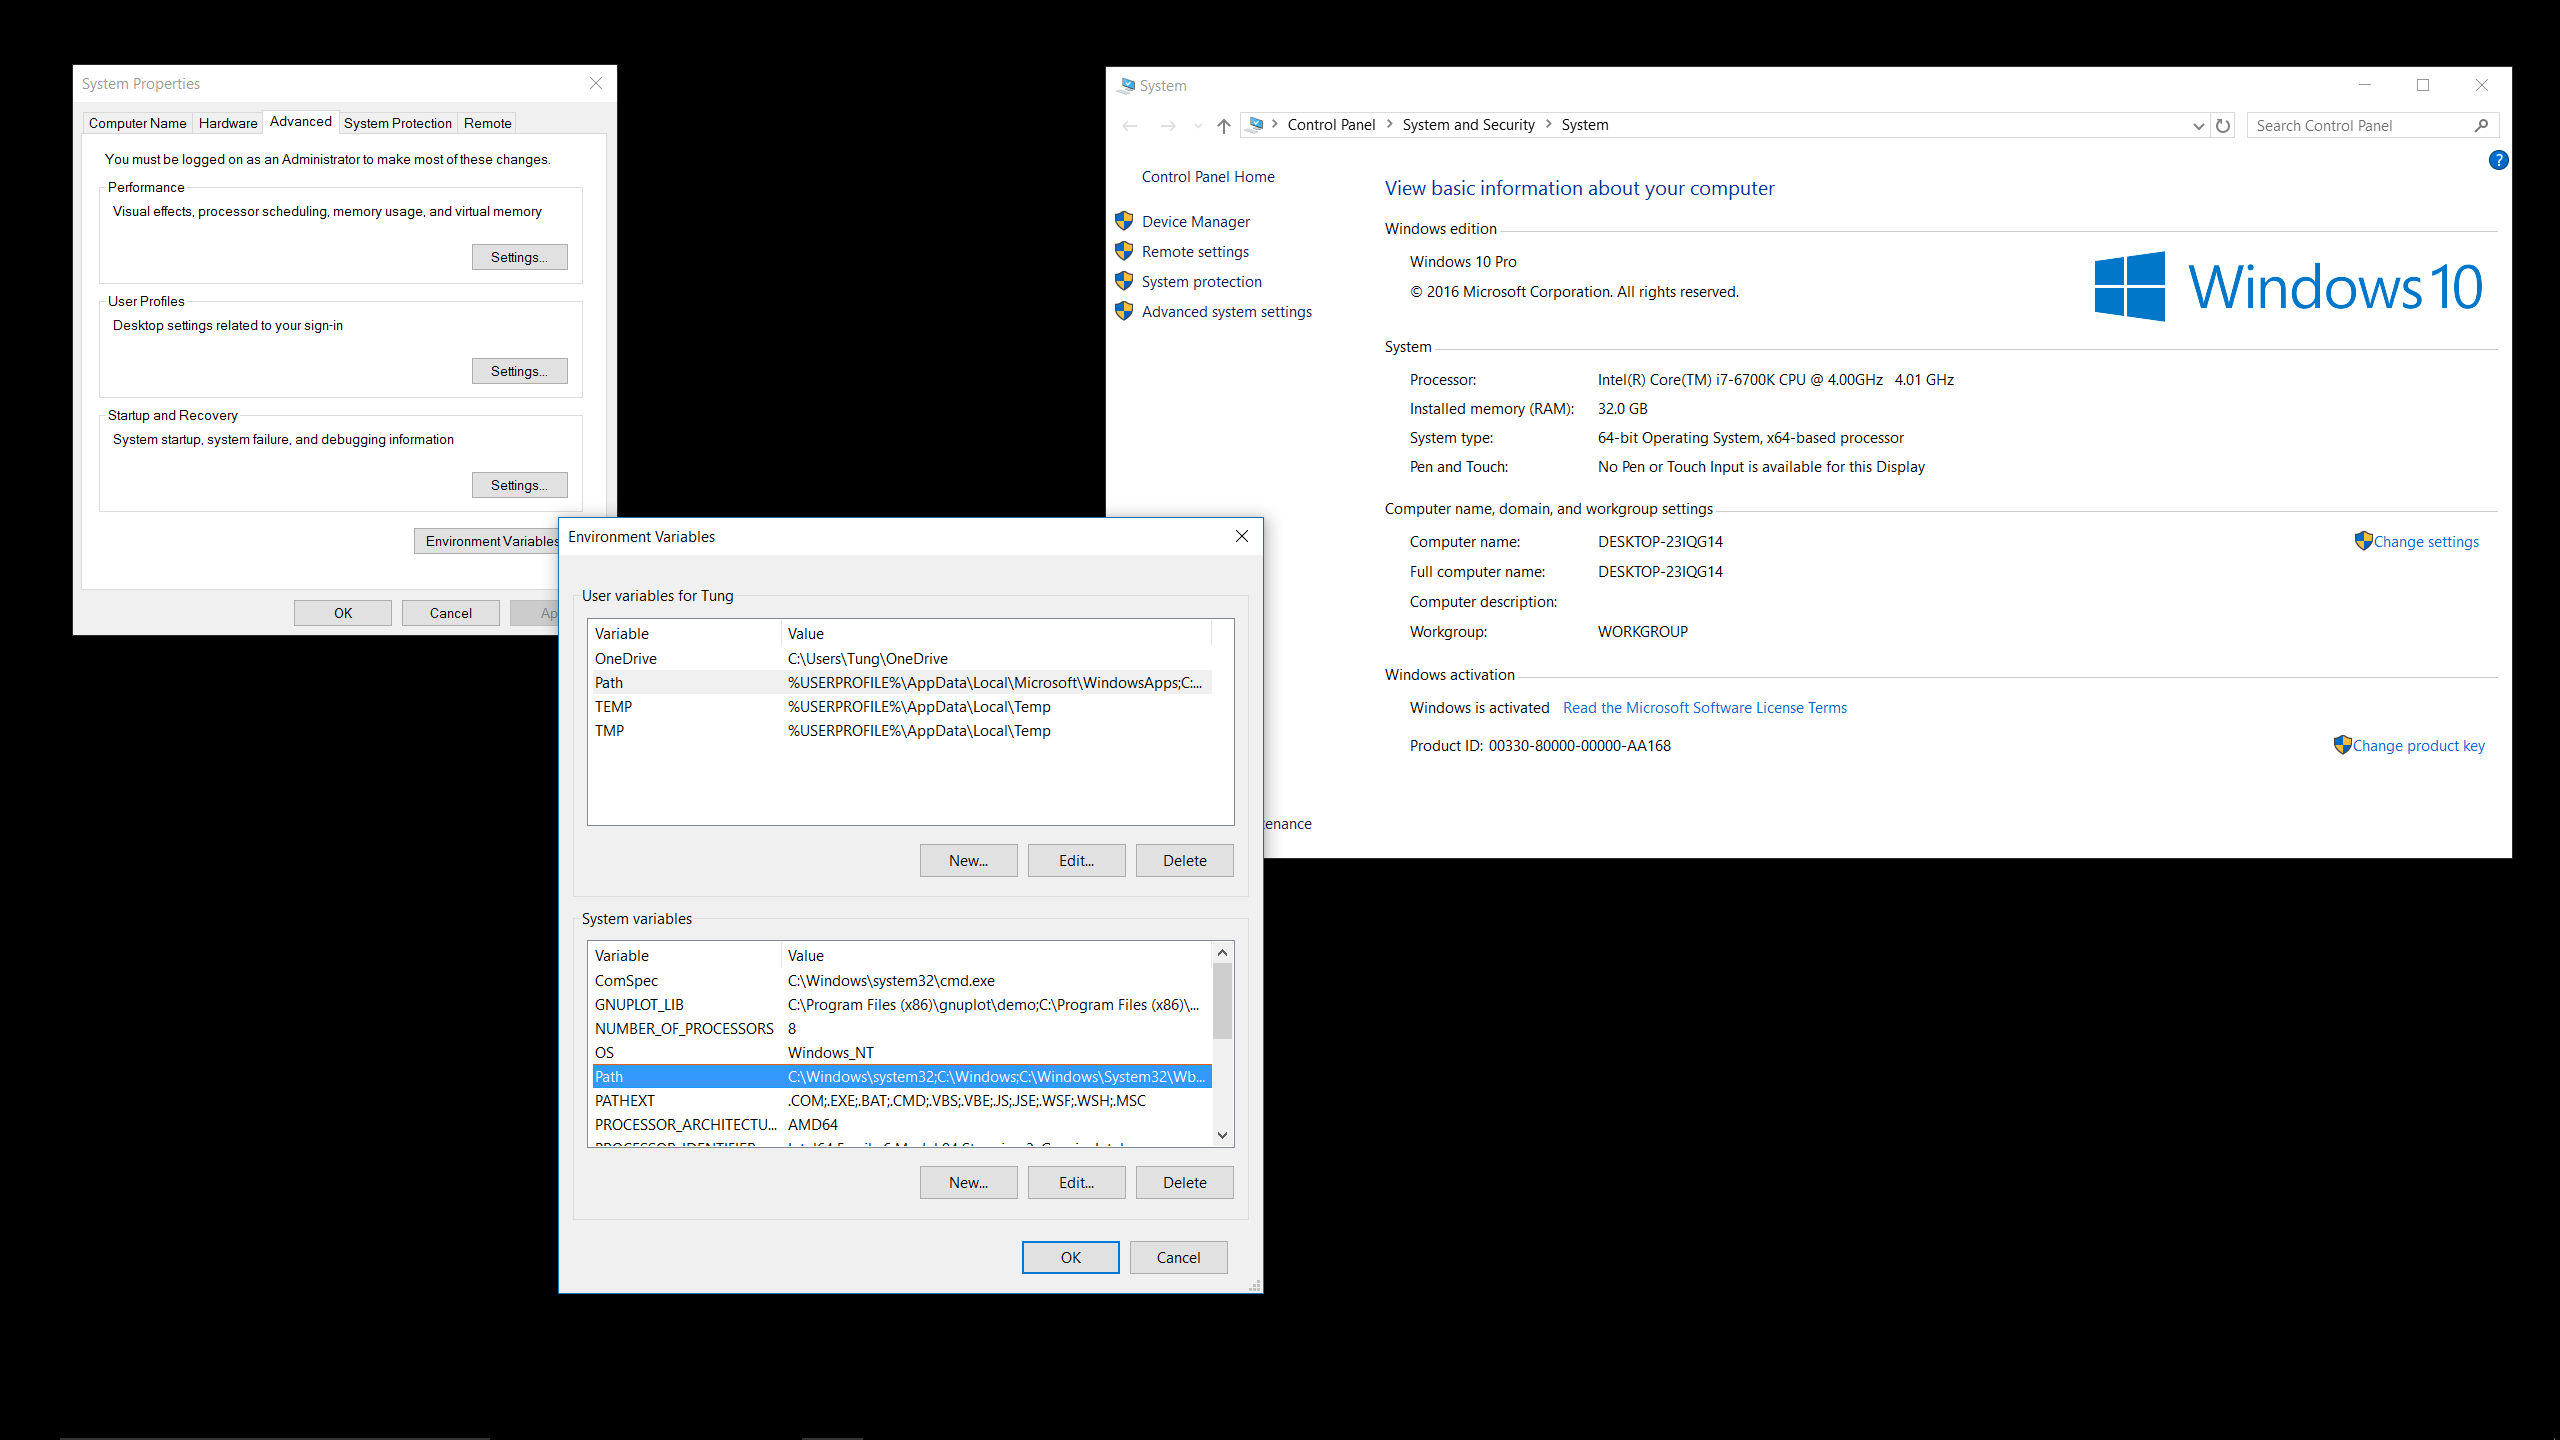 System Properties
Computer Name Hardware Advanced System Protection Remote
You must be logged on as an Administrator to make most of these changes.
Performance
Visual effects, processor scheduling, memory usage, and virtual memory
Settings...
User Profiles
Desktop settings related to your sign-in
Settings...
Startup and Recovery
System startup, system failure, and debugging information
Settings...
Environment Variables
OK Cancel Ap
Environment Variables
User variables for Tung
Variable Value
OneDrive C:\Users\Tung\OneDrive
Path %USERPROFILE%\AppData\Local\Microsoft\WindowsApps;C:...
TEMP %USERPROFILE%\AppData\Local\Temp
TMP %USERPROFILE%\AppData\Local\Temp
New... Edit... Delete
System variables
Variable Value
ComSpec C:\Windows\system32\cmd.exe
GNUPLOT_LIB C:\Program Files (x86)\gnuplot\demo;C:\Program Files (x86)\...
NUMBER_OF_PROCESSORS 8
OS Windows_NT
Path C:\Windows\system32;C:\Windows;C:\Windows\System32\Wb...
PATHEXT .COM;.EXE;.BAT;.CMD;.VBS;.VBE;.JS;.JSE;.WSF;.WSH;.MSC
PROCESSOR_ARCHITECTU... AMD64
New... Edit... Delete
OK Cancel
System
Control Panel System and Security System
Search Control Panel
Control Panel Home
Device Manager
Remote settings
System protection
Advanced system settings
enance
?
View basic information about your computer
Windows edition
Windows 10 Pro
© 2016 Microsoft Corporation. All rights reserved.
Windows 10
System
Processor: Intel(R) Core(TM) i7-6700K CPU @ 4.00GHz 4.01 GHz
Installed memory (RAM): 32.0 GB
System type: 64-bit Operating System, x64-based processor
Pen and Touch: No Pen or Touch Input is available for this Display
Computer name, domain, and workgroup settings
Computer name: DESKTOP-23IQG14 Change settings
Full computer name: DESKTOP-23IQG14
Computer description:
Workgroup: WORKGROUP
Windows activation
Windows is activated Read the Microsoft Software License Terms
Product ID: 00330-80000-00000-AA168 Change product key